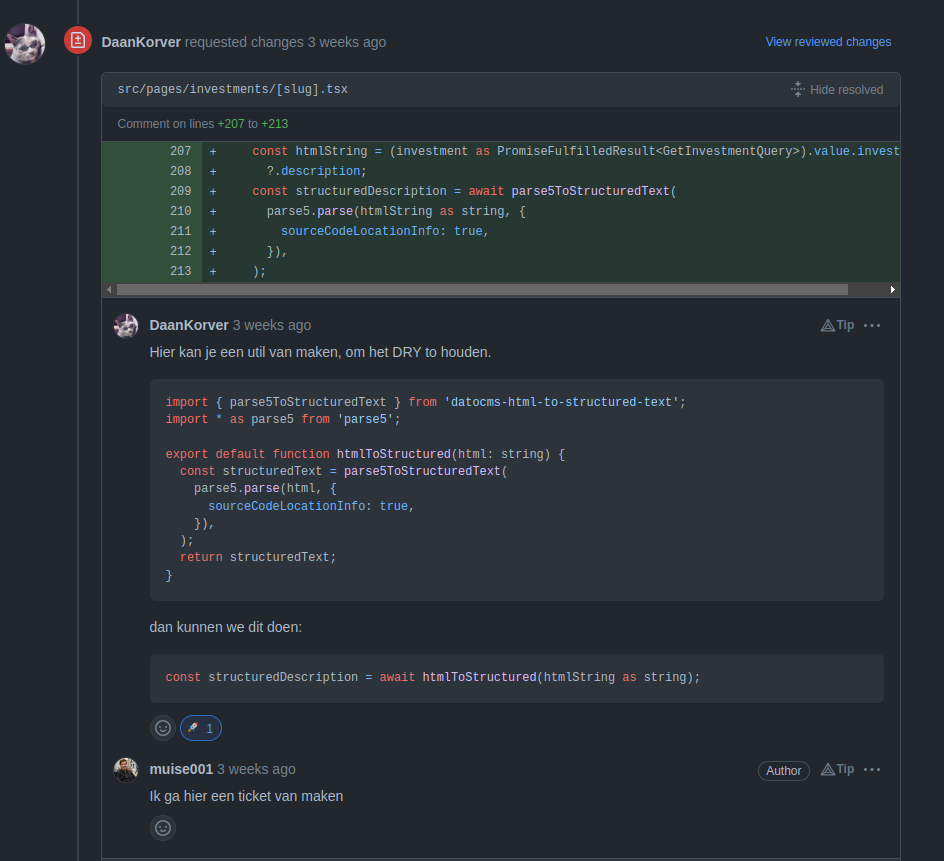 DaanKorver requested changes 3 weeks ago
View reviewed changes
src/pages/investments/[slug].tsx
Hide resolved
Comment on lines +207 to +213
207 + const htmlString = (investment as PromiseFulfilledResult<GetInvestmentQuery>).value.invest
208 + ?.description;
209 + const structuredDescription = await parse5ToStructuredText(
210 + parse5.parse(htmlString as string, {
211 + sourceCodeLocationInfo: true,
212 + }),
213 + );
DaanKorver 3 weeks ago
Tip ...
Hier kan je een util van maken, om het DRY to houden.
import { parse5ToStructuredText } from 'datocms-html-to-structured-text';
import * as parse5 from 'parse5';
export default function htmlToStructured(html: string) {
const structuredText = parse5ToStructuredText(
parse5.parse(html, {
sourceCodeLocationInfo: true,
}),
);
return structuredText;
}
dan kunnen we dit doen:
const structuredDescription = await htmlToStructured(htmlString as string);
1
muise001 3 weeks ago
Author
Tip ...
Ik ga hier een ticket van maken